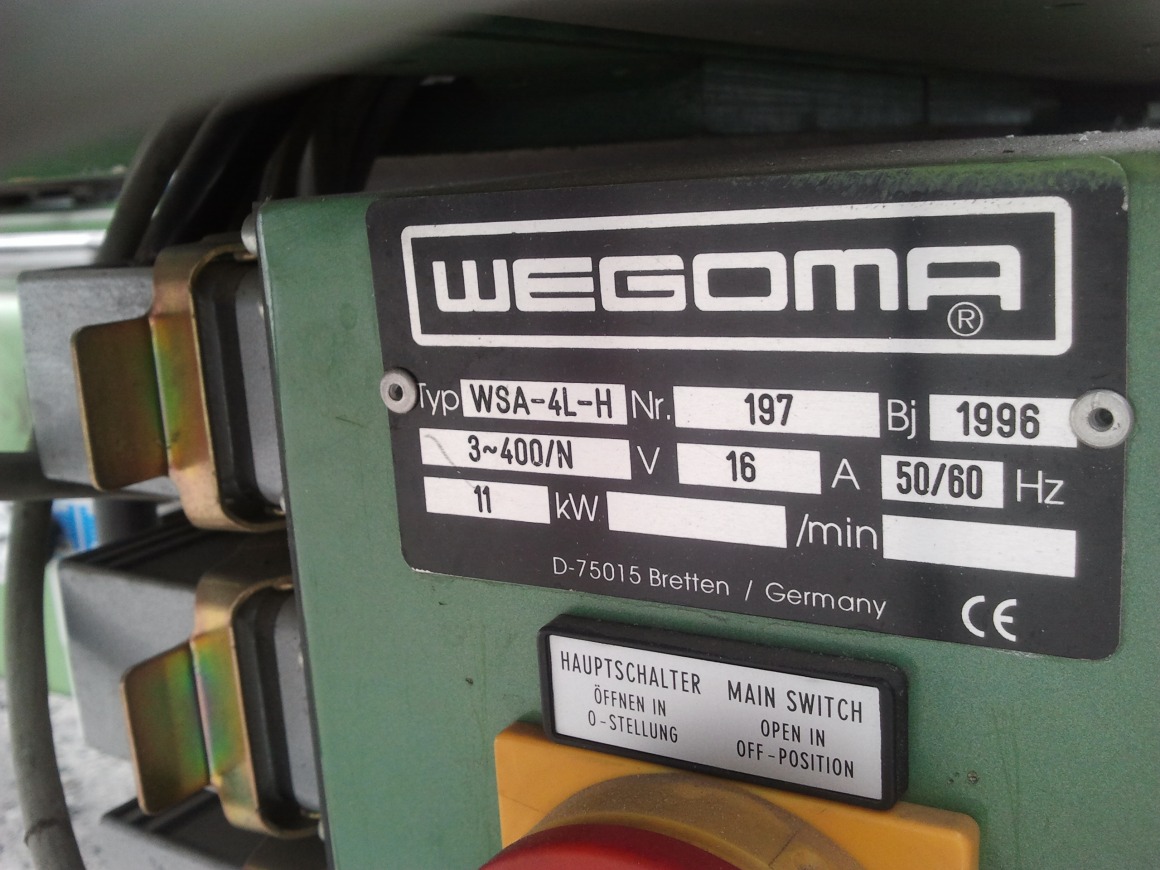 WEGOMA ®
Typ WSA-4L-H Nr. 197 Bj 1996
3~400/N V 16 A 50/60 Hz
11 kW /min
D-75015 Bretten / Germany CE
HAUPTSCHALTER
ÖFFNEN IN
0-STELLUNG
MAIN SWITCH
OPEN IN
OFF-POSITION